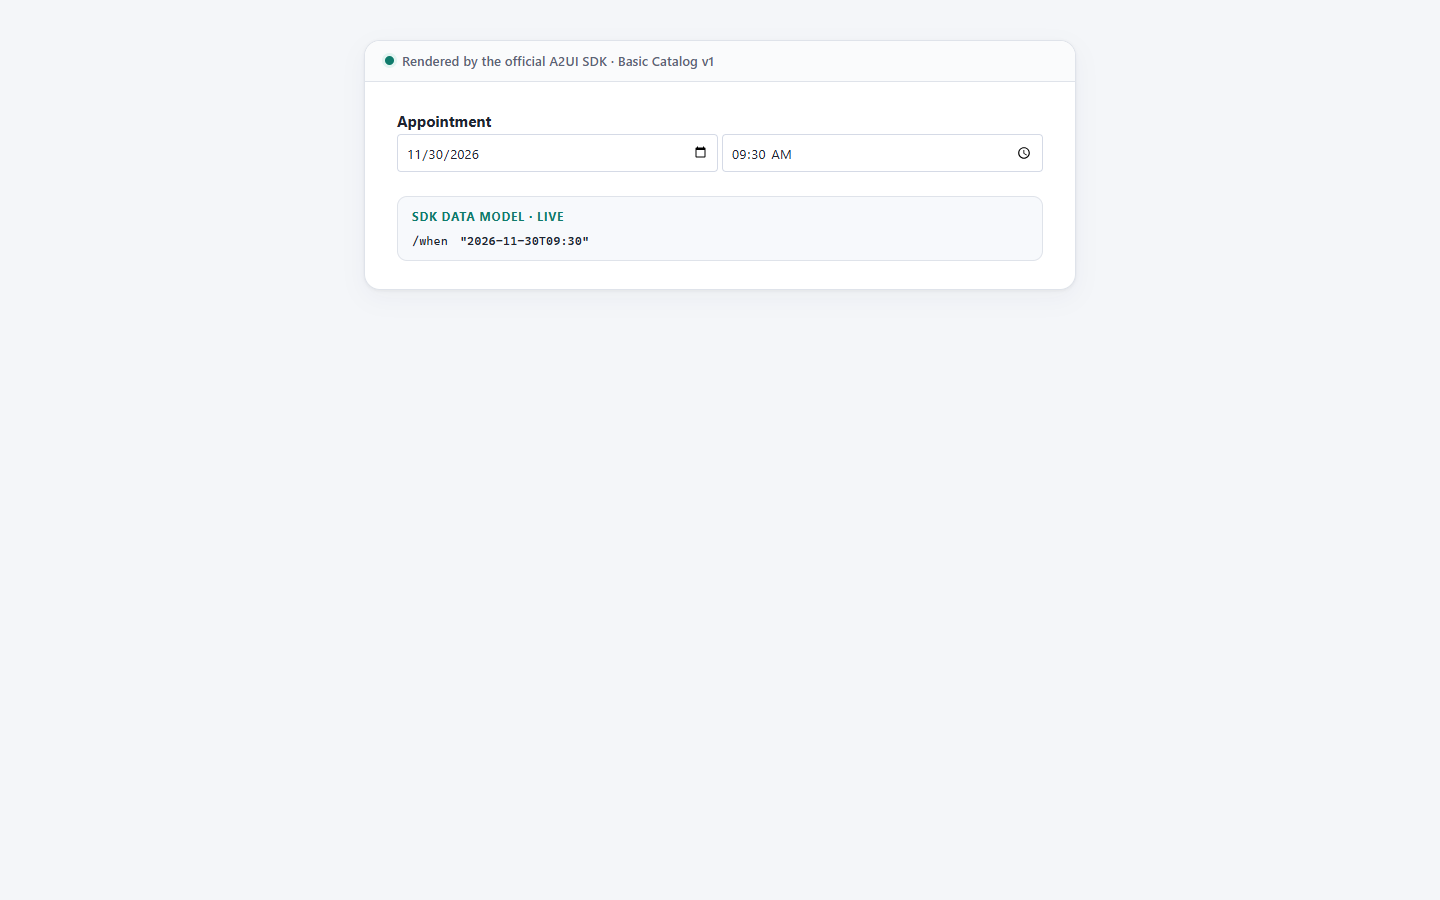 Rendered by the official A2UI SDK · Basic Catalog v1
Appointment
11/30/2026 09:30 AM
SDK DATA MODEL · LIVE
/when "2026-11-30T09:30"